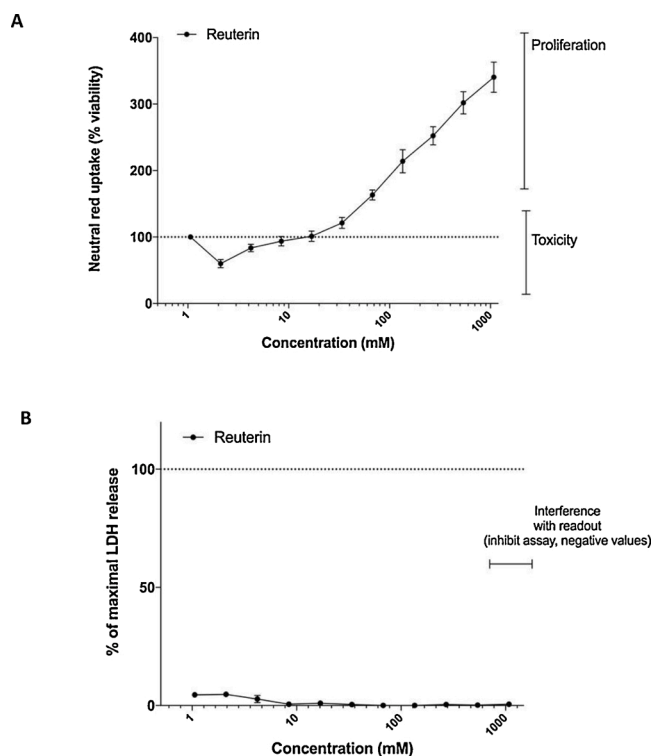 A
Reuterin
Neutral red uptake (% viability)
400
300
200
100
0
1
10
100
1000
Concentration (mM)
Proliferation
Toxicity
B
Reuterin
% of maximal LDH release
100
50
0
1
10
100
1000
Concentration (mM)
Interference
with readout
(inhibit assay, negative values)